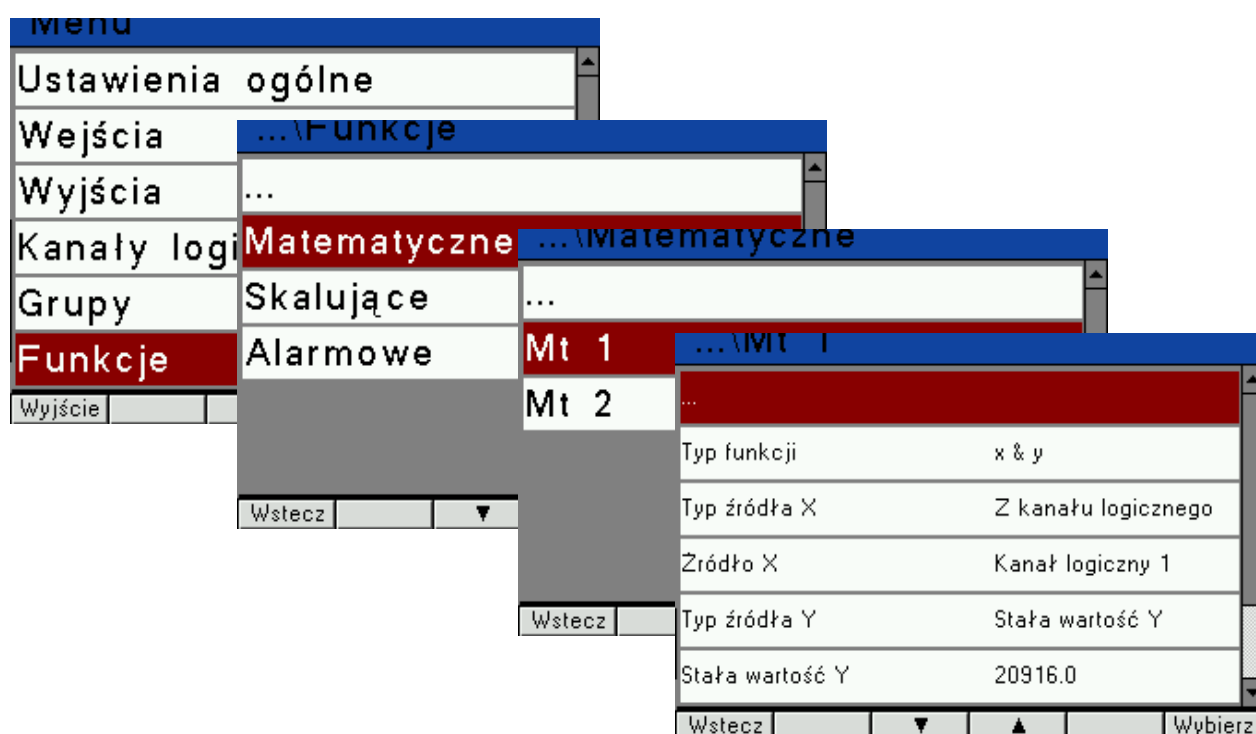 Menu
Ustawienia ogólne
Wejścia
Wyjścia
Kanały logi
Grupy
Funkcje
Wyjście
...\Funkcje
...
Matematyczne
Skalujące
Alarmowe
Wstecz ▼
...\Matematyczne
...
Mt 1
Mt 2
Wstecz
...\Mt 1
...
Typ funkcji x & y
Typ źródła X Z kanału logicznego
Źródło X Kanał logiczny 1
Typ źródła Y Stała wartość Y
Stała wartość Y 20916.0
Wstecz ▼ ▲ Wybierz